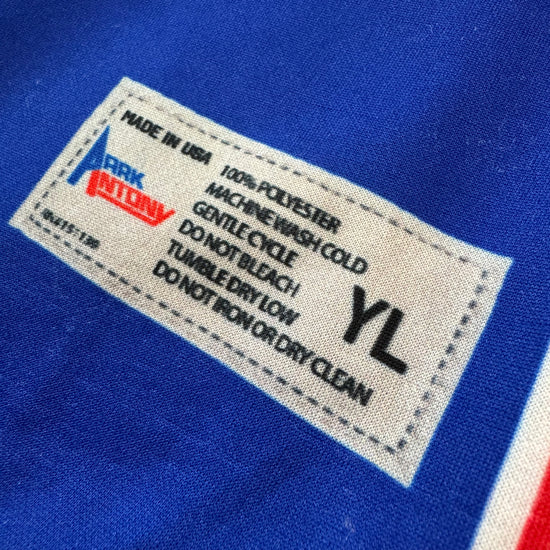 MADE IN USA
PARK
ANTONY
100% POLYESTER
MACHINE WASH COLD
GENTLE CYCLE
DO NOT BLEACH
TUMBLE DRY LOW
DO NOT IRON OR DRY CLEAN
YL